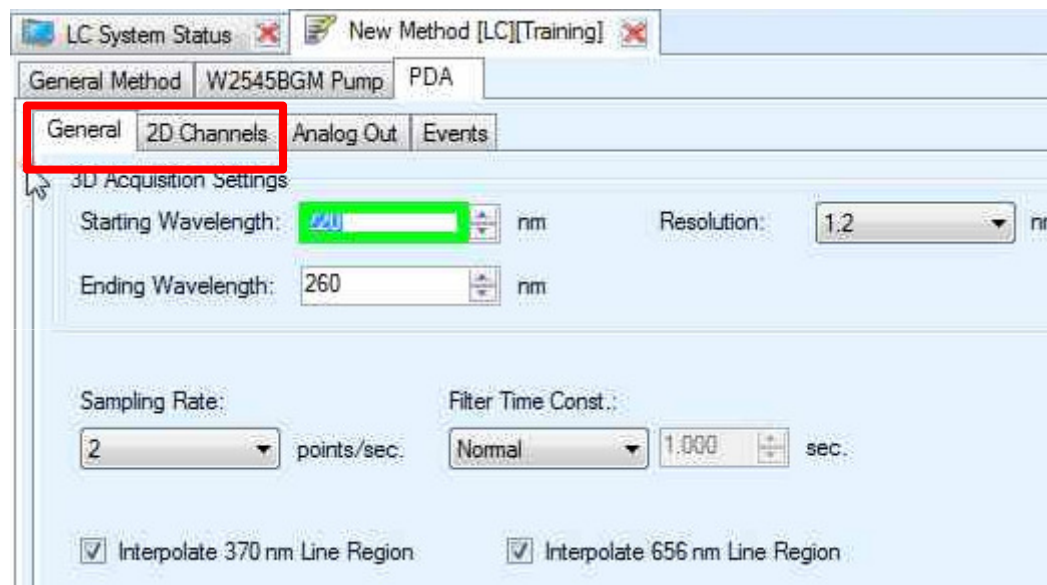 LC System Status New Method [LC][Training]
General Method W2545BGM Pump PDA
General 2D Channels Analog Out Events
3D Acquisition Settings
Starting Wavelength: nm Resolution: 1.2
Ending Wavelength: 260 nm
Sampling Rate: Filter Time Const.:
2 points/sec. Normal 1.000 sec.
Interpolate 370 nm Line Region Interpolate 656 nm Line Region